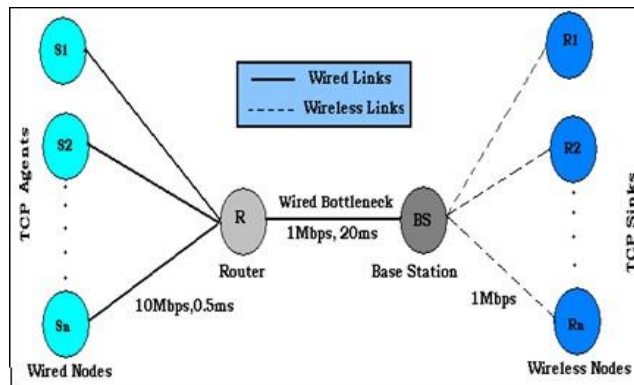 S1
R1
Wired Links
Wireless Links
S2
R2
TCP Agents
Wired Bottleneck
R
BS
1Mbps, 20ms
TCP Sinks
Router
Base Station
10Mbps,0.5ms
1Mbps
Sn
Rn
Wired Nodes
Wireless Nodes